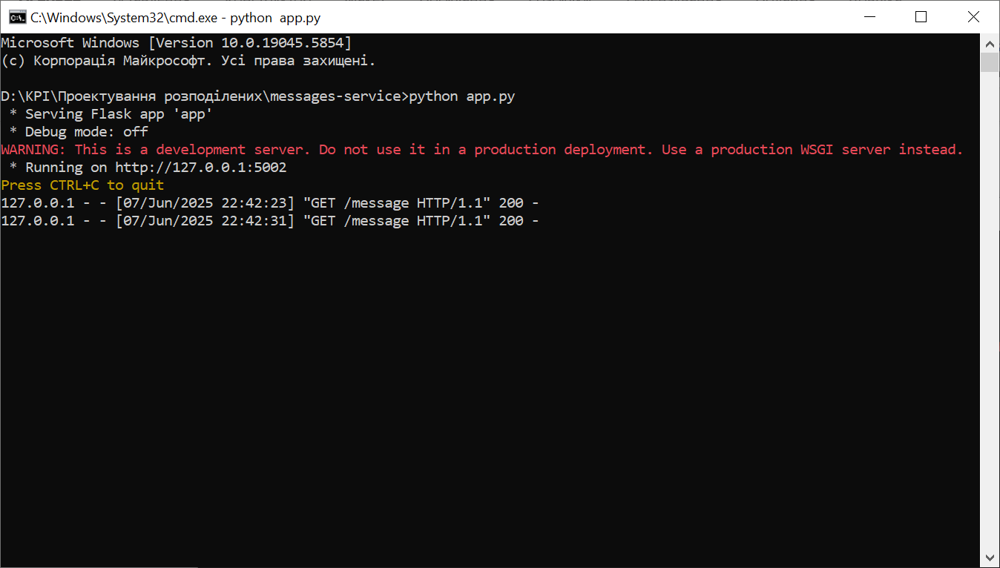 C:\Windows\System32\cmd.exe - python  app.py
Microsoft Windows [Version 10.0.19045.5854]
(c) Корпорація Майкрософт. Усі права захищені.
D:\KPI\Проектування розподілених\messages-service>python app.py
 * Serving Flask app 'app'
 * Debug mode: off
WARNING: This is a development server. Do not use it in a production deployment. Use a production WSGI server instead.
 * Running on http://127.0.0.1:5002
Press CTRL+C to quit
127.0.0.1 - - [07/Jun/2025 22:42:23] "GET /message HTTP/1.1" 200 -
127.0.0.1 - - [07/Jun/2025 22:42:31] "GET /message HTTP/1.1" 200 -